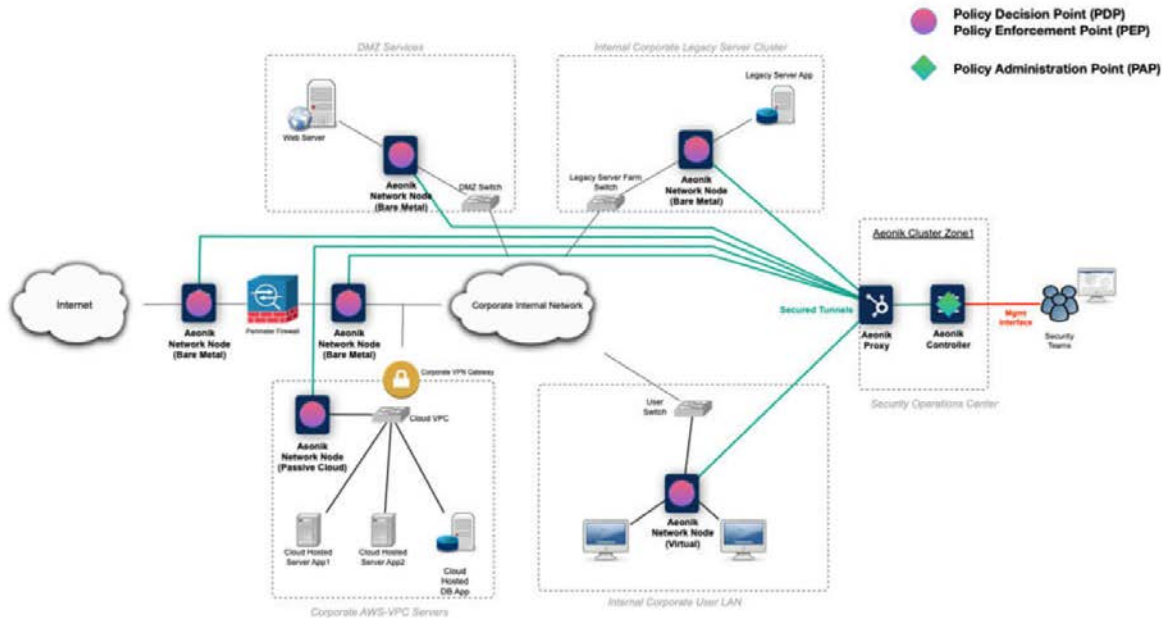 Policy Decision Point (PDP)
Policy Enforcement Point (PEP)
Policy Administration Point (PAP)
DMZ Services
Internal Corporate Legacy Server Cluster
Legacy Server App
Web Server
Aeonik
Network Node
(Bare Metal)
DMZ Switch
Legacy Server Farm
Switch
Aeonik
Network Node
(Bare Metal)
Aeonik Cluster Zone1
Internet
Aeonik
Network Node
(Bare Metal)
Perimeter Firewall
Aeonik
Network Node
(Bare Metal)
Corporate Internal Network
Secured Tunnels
Aeonik
Proxy
Aeonik
Controller
Mgmt
Interface
Security
Teams
Security Operations Center
Corporate VPN Gateway
Cloud VPC
Aeonik
Network Node
(Passive Cloud)
User
Switch
Aeonik
Network Node
(Virtual)
Cloud Hosted
Server App1
Cloud Hosted
Server App2
Cloud
Hosted
DB App
Corporate AWS-VPC Servers
Internal Corporate User LAN